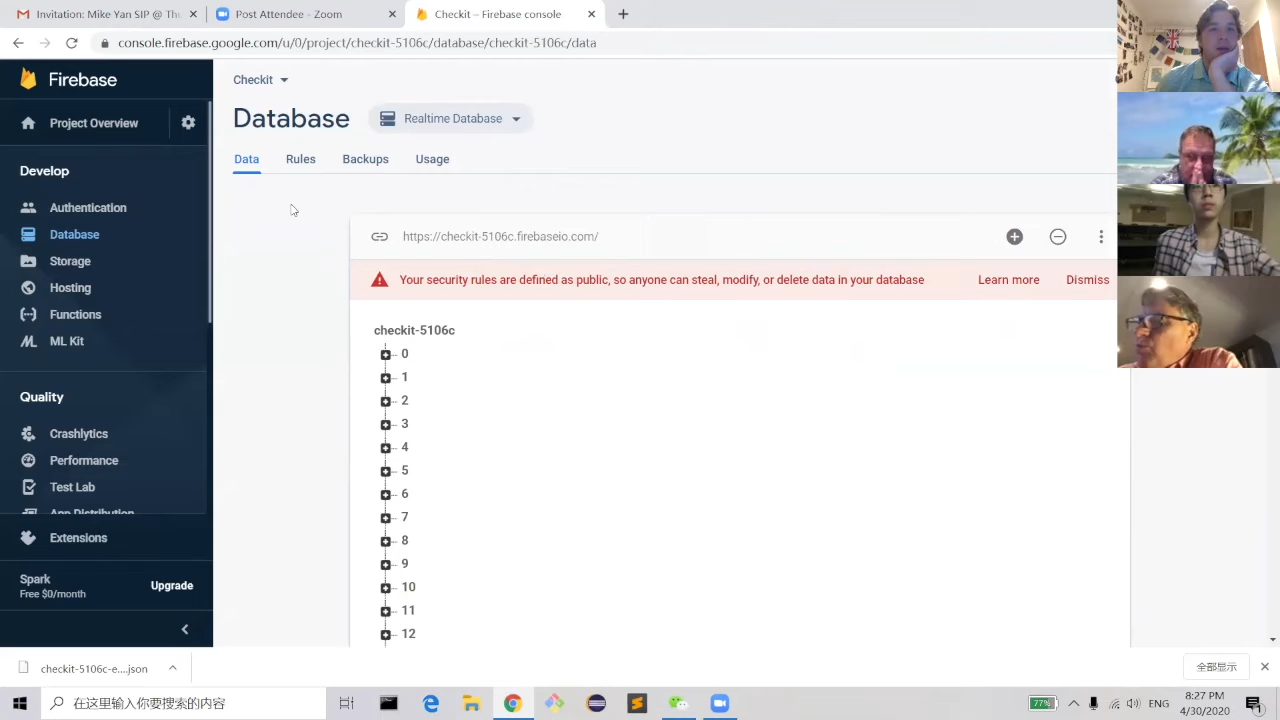 Invitation: Mike Yan SIP @ Th
Zoom Meetings
Post Attendee - Zoom
Checkit – Firebase console
console.firebase.google.com/u/0/project/checkit-5106c/database/checkit-5106c/data
Firebase
Project Overview
Develop
Authentication
Database
Storage
Hosting
Functions
ML Kit
Quality
Crashlytics
Performance
Test Lab
App Distribution
Extensions
Spark
Free $0/month
Upgrade
Checkit
Database
Realtime Database
Data Rules Backups Usage
https://checkit-5106c.firebaseio.com/
Your security rules are defined as public, so anyone can steal, modify, or delete data in your database Learn more Dismiss
checkit-5106c
0
1
2
3
4
5
6
7
8
9
10
11
12
checkit-5106c-e....json
全部显示
在这里输入你要搜索的内容
77%
8:27 PM
4/30/2020
1